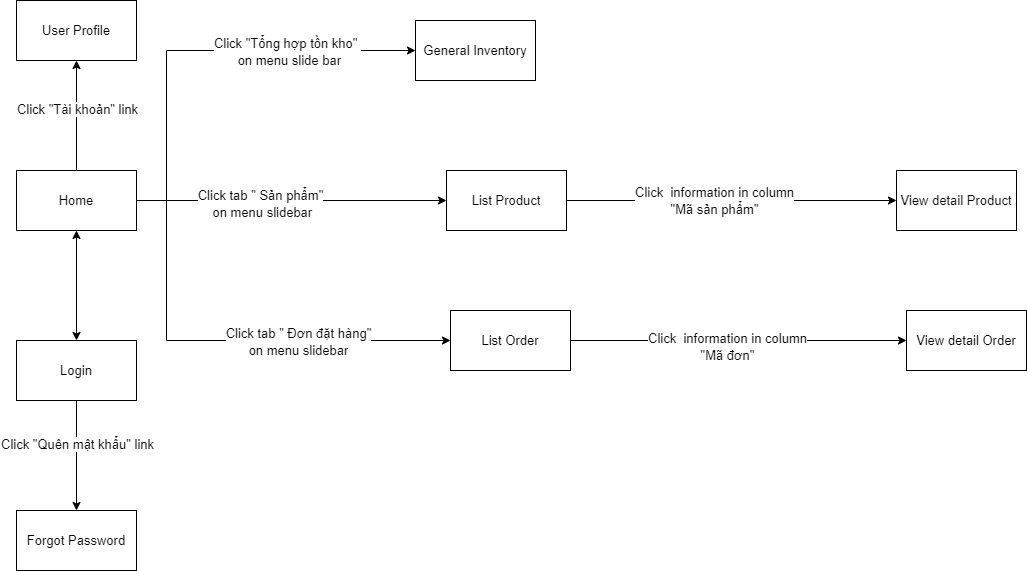 User Profile
Click "Tổng hợp tồn kho"
on menu slide bar
General Inventory
Click "Tài khoản" link
Home
Click tab " Sản phẩm"
on menu slidebar
List Product
Click  information in column
"Mã sản phẩm"
View detail Product
Click tab " Đơn đặt hàng"
on menu slidebar
List Order
Click  information in column
"Mã đơn"
View detail Order
Login
Click "Quên mật khẩu" link
Forgot Password